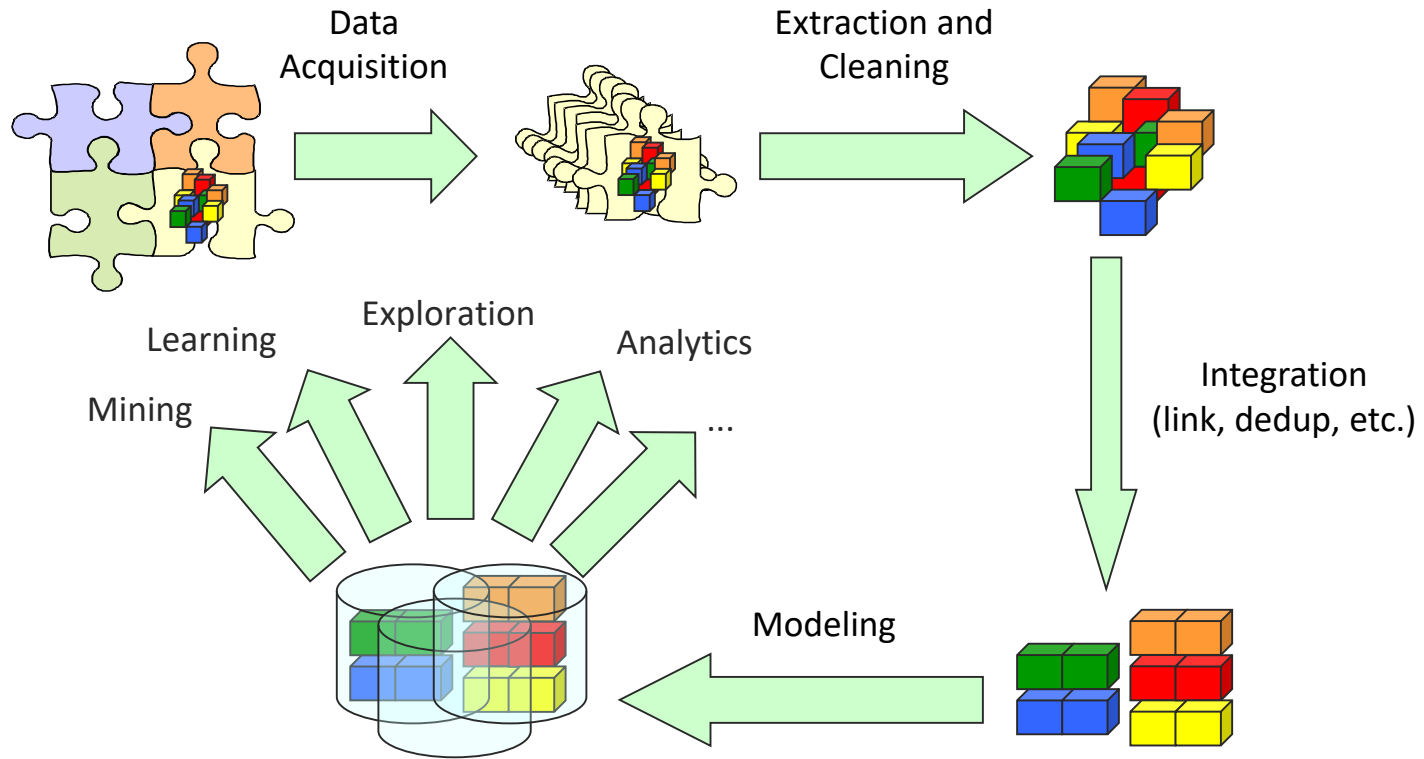 Data
Acquisition
Extraction and
Cleaning
Exploration
Learning
Analytics
Mining
...
Integration
(link, dedup, etc.)
Modeling